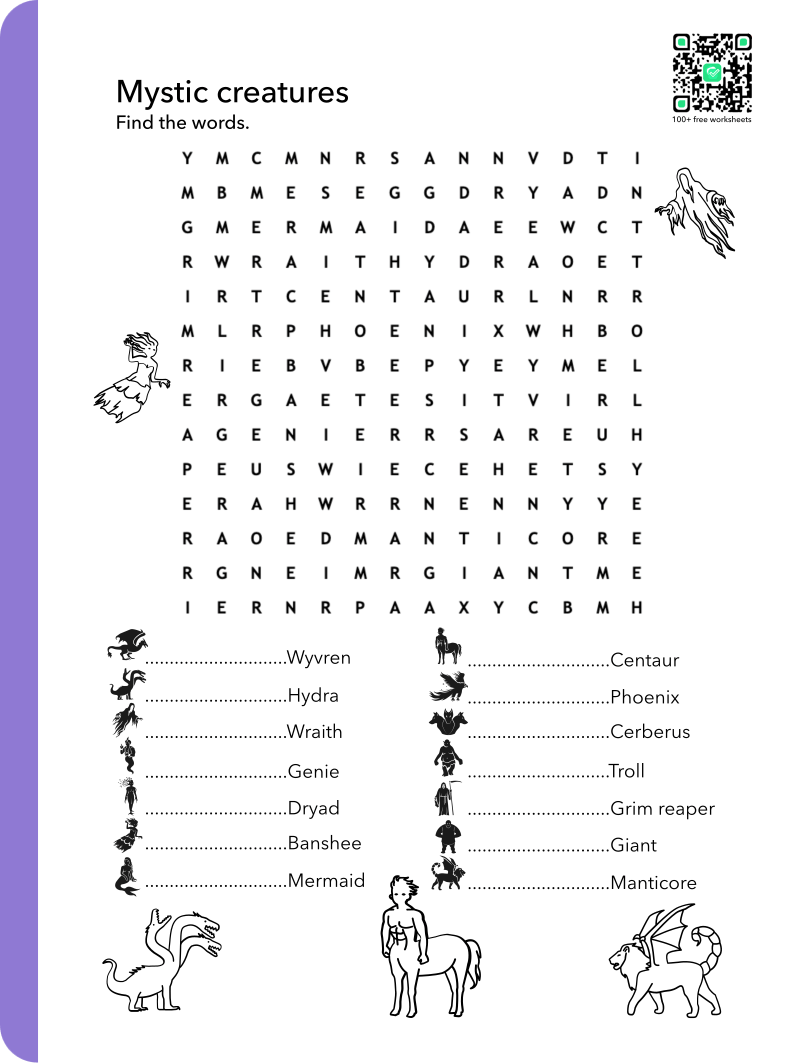 100+ free worksheets
Mystic creatures
Find the words.
Y M C M N R S A N N V D T I
M B M E S E G G D R Y A D N
G M E R M A I D A E E W C T
R W R A I T H Y D R A O E T
I R T C E N T A U R L N R R
M L R P H O E N I X W H B O
R I E B V B E P Y E Y M E L
E R G A E T E S I T V I R L
A G E N I E R R S A R E U H
P E U S W I E C E H E T S Y
E R A H W R R N E N N Y Y E
R A O E D M A N T I C O R E
R G N E I M R G I A N T M E
I E R N R P A A X Y C B M H
.............................Wyvren
.............................Hydra
.............................Wraith
.............................Genie
.............................Dryad
.............................Banshee
.............................Mermaid
.............................Centaur
.............................Phoenix
.............................Cerberus
.............................Troll
.............................Grim reaper
.............................Giant
.............................Manticore